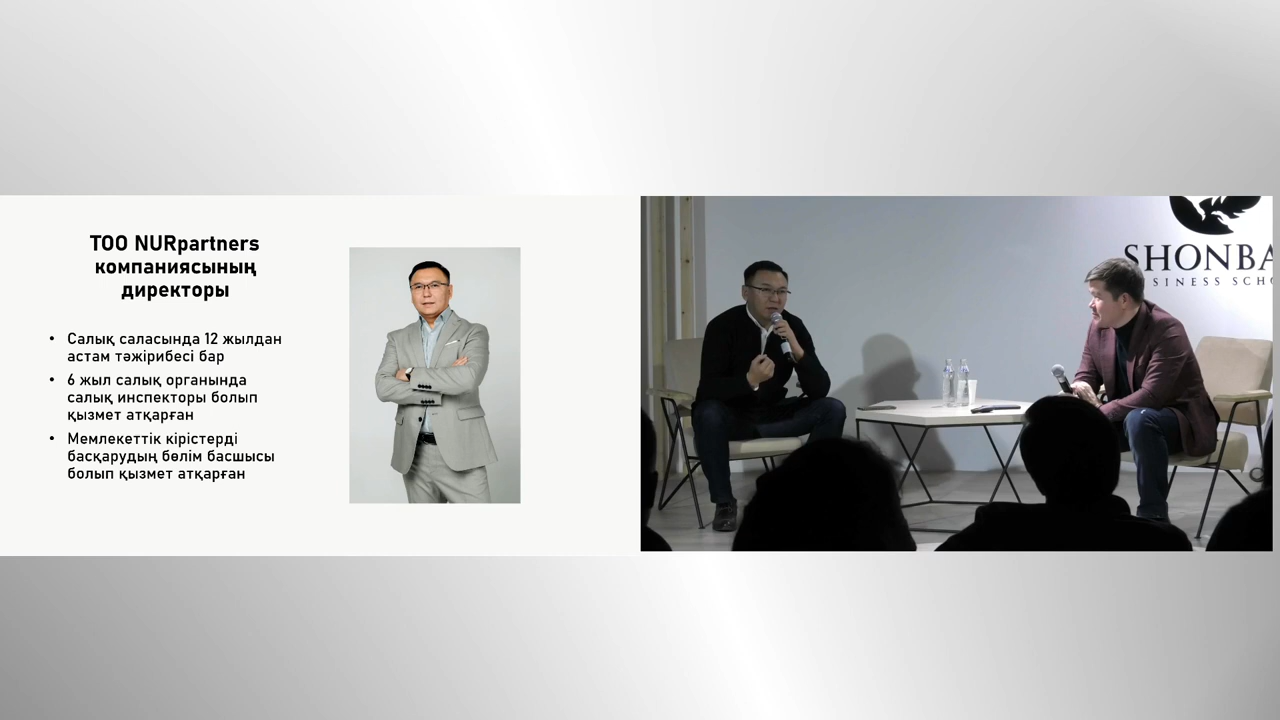 ТОО NURpartners
компаниясының
директоры
• Салық саласында 12 жылдан
астам тәжірибесі бар
• 6 жыл салық органында
салық инспекторы болып
қызмет атқарған
• Мемлекеттік кірістерді
басқарудың бөлім басшысы
болып қызмет атқарған
SHONBA
SINESS SCHO